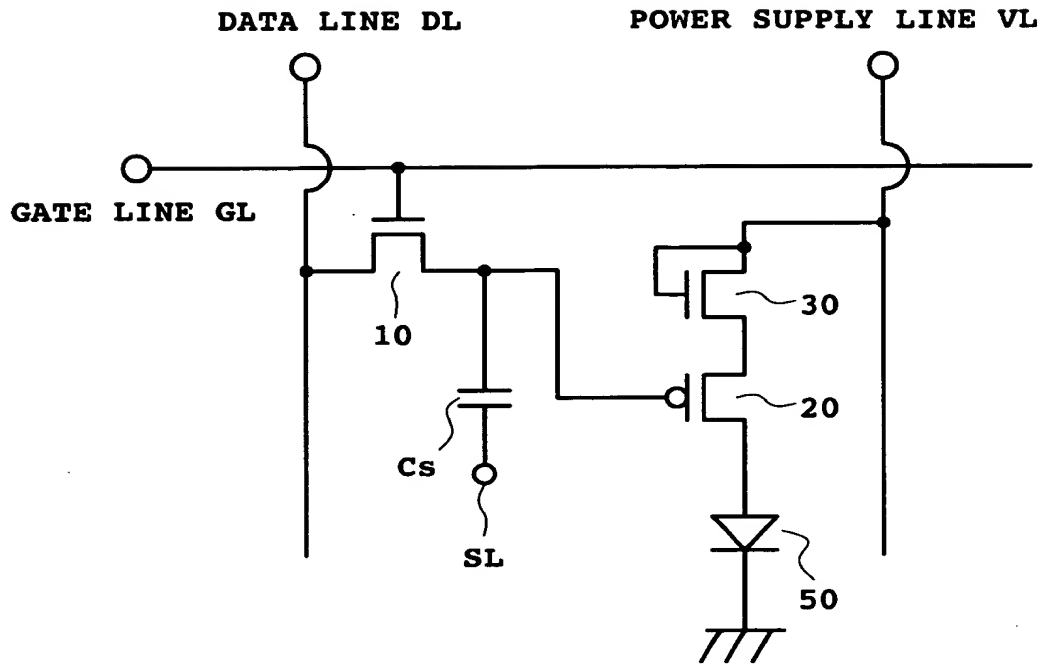 DATA LINE DL
POWER SUPPLY LINE VL
GATE LINE GL
10
30
20
Cs
SL
50